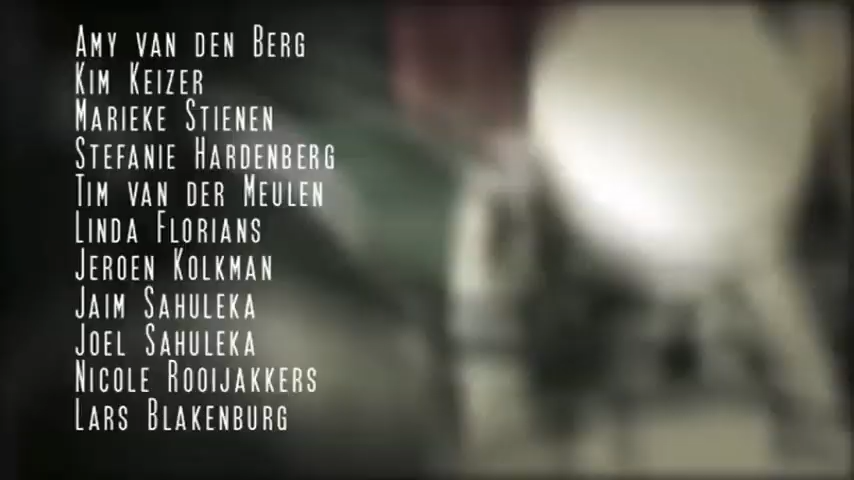 Amy van den Berg
Kim Keizer
Marieke Stienen
Stefanie Hardenberg
Tim van der Meulen
Linda Florians
Jeroen Kolkman
Jaim Sahuleka
Joel Sahuleka
Nicole Rooijakkers
Lars Blakenburg